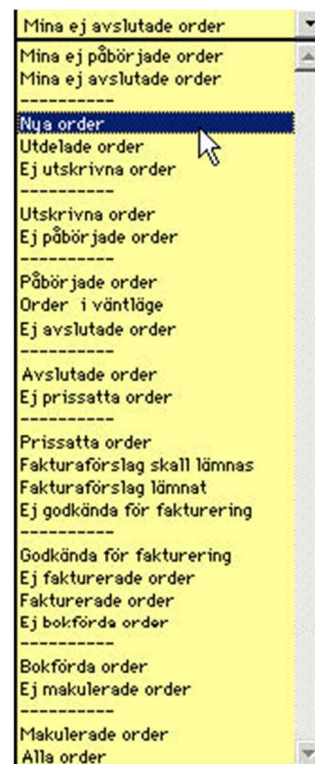 Mina ej avslutade order
Mina ej påbörjade order
Mina ej avslutade order
----------
Nya order
Utdelade order
Ej utskrivna order
----------
Utskrivna order
Ej påbörjade order
----------
Påbörjade order
Order i väntläge
Ej avslutade order
----------
Avslutade order
Ej prissatta order
----------
Prissatta order
Fakturaförslag skall lämnas
Fakturaförslag lämnat
Ej godkända för fakturering
----------
Godkända för fakturering
Ej fakturerade order
Fakturerade order
Ej bokförda order
----------
Bokförda order
Ej makulerade order
----------
Makulerade order
Alla order